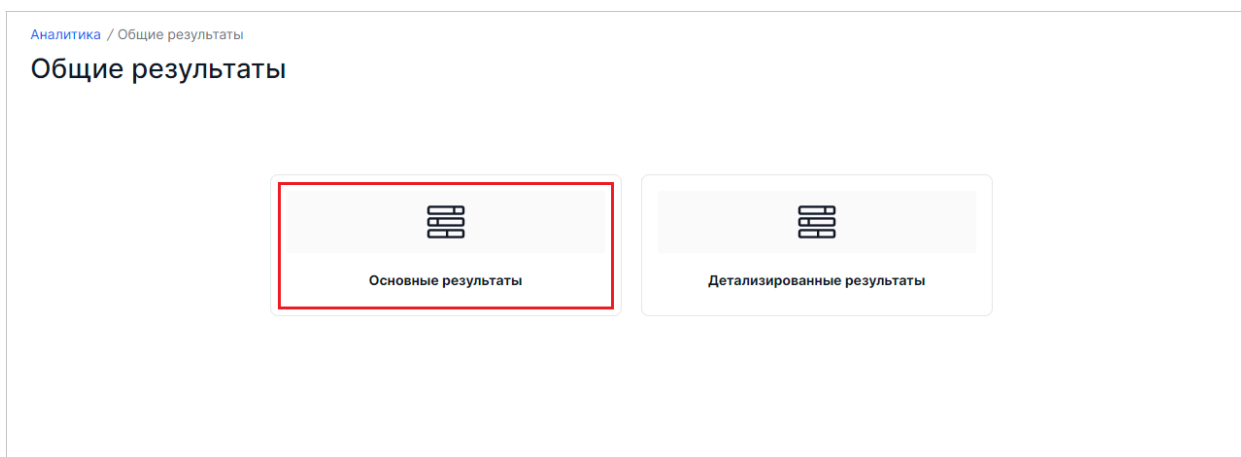 Аналитика / Общие результаты
Общие результаты
Основные результаты
Детализированные результаты